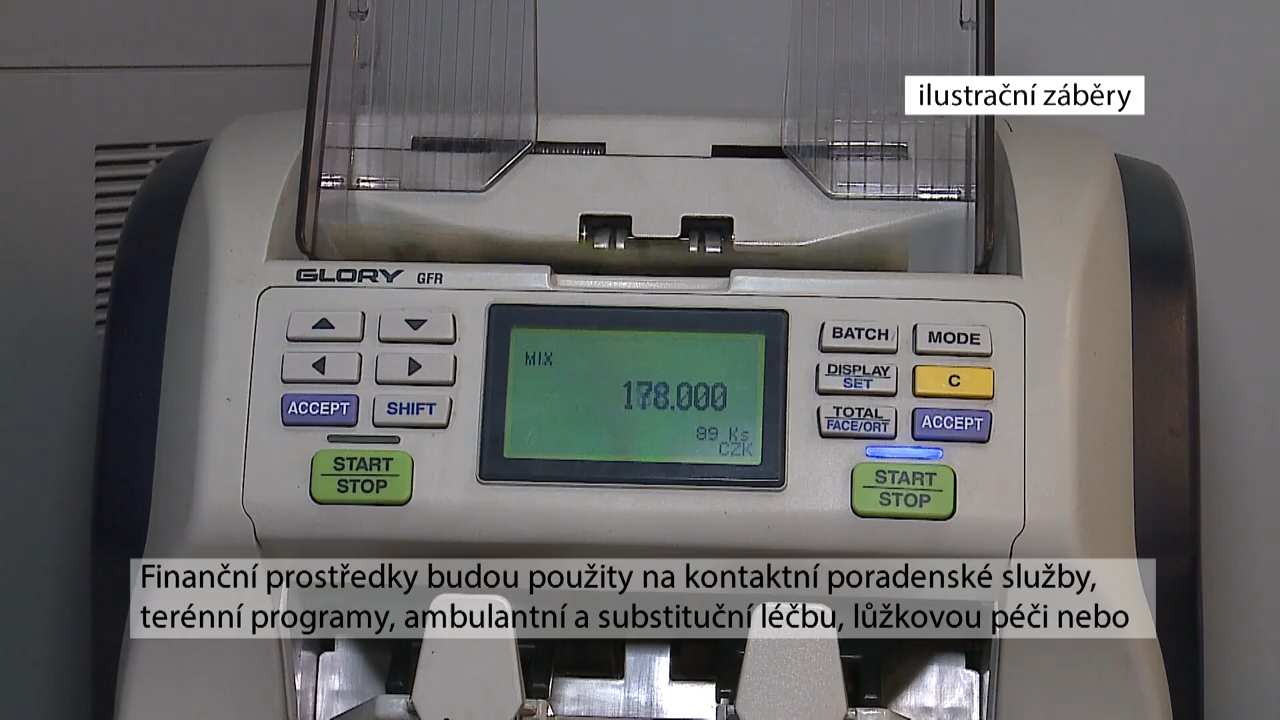 ilustrační záběry
GLORY GFR
BATCH MODE
MIX
DISPLAY
SET
C
178.000
ACCEPT SHIFT
TOTAL
FACE/ORT
ACCEPT
89 Ks
CZK
START
STOP
START
STOP
Finanční prostředky budou použity na kontaktní poradenské služby,
terénní programy, ambulantní a substituční léčbu, lůžkovou péči nebo